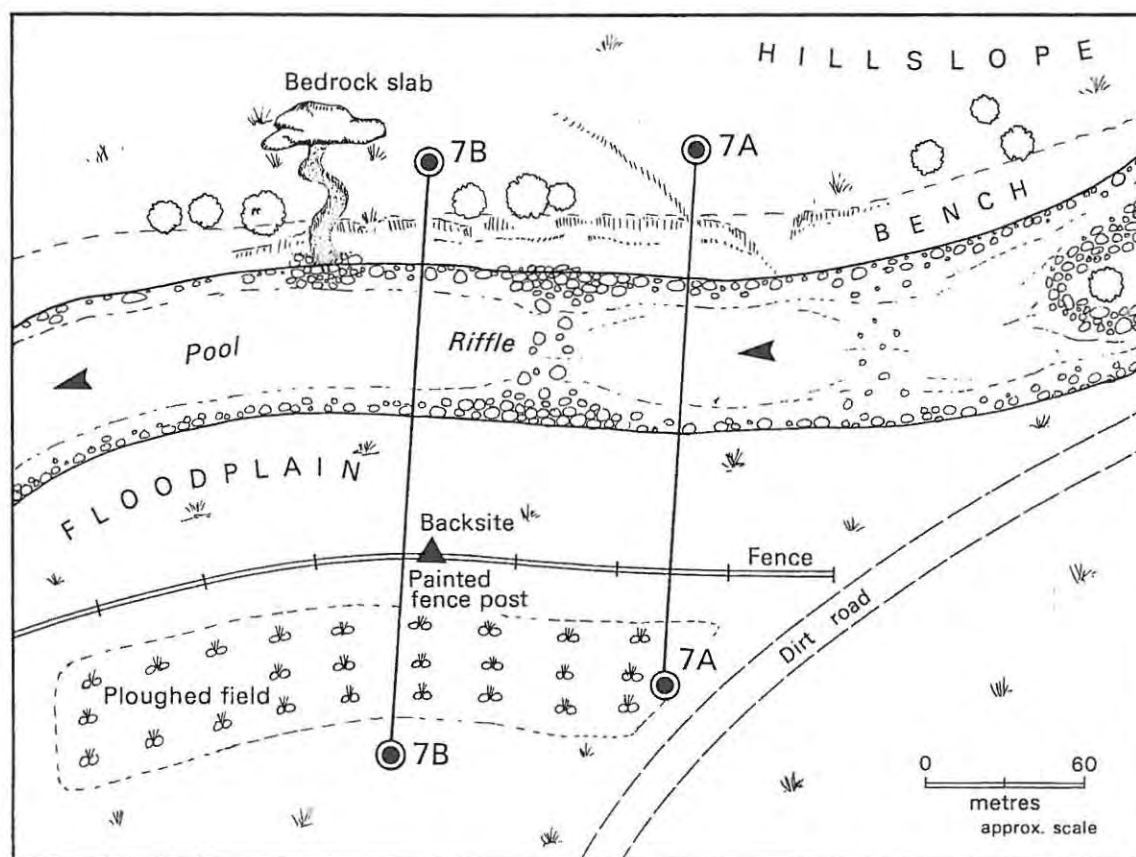 HILLSLOPE
Bedrock slab
7B
7A
BENCH
Pool
Riffle
FLOODPLAIN
Backsite
Painted
fence post
Fence
Dirt road
7A
Ploughed field
7B
0 60
metres
approx. scale